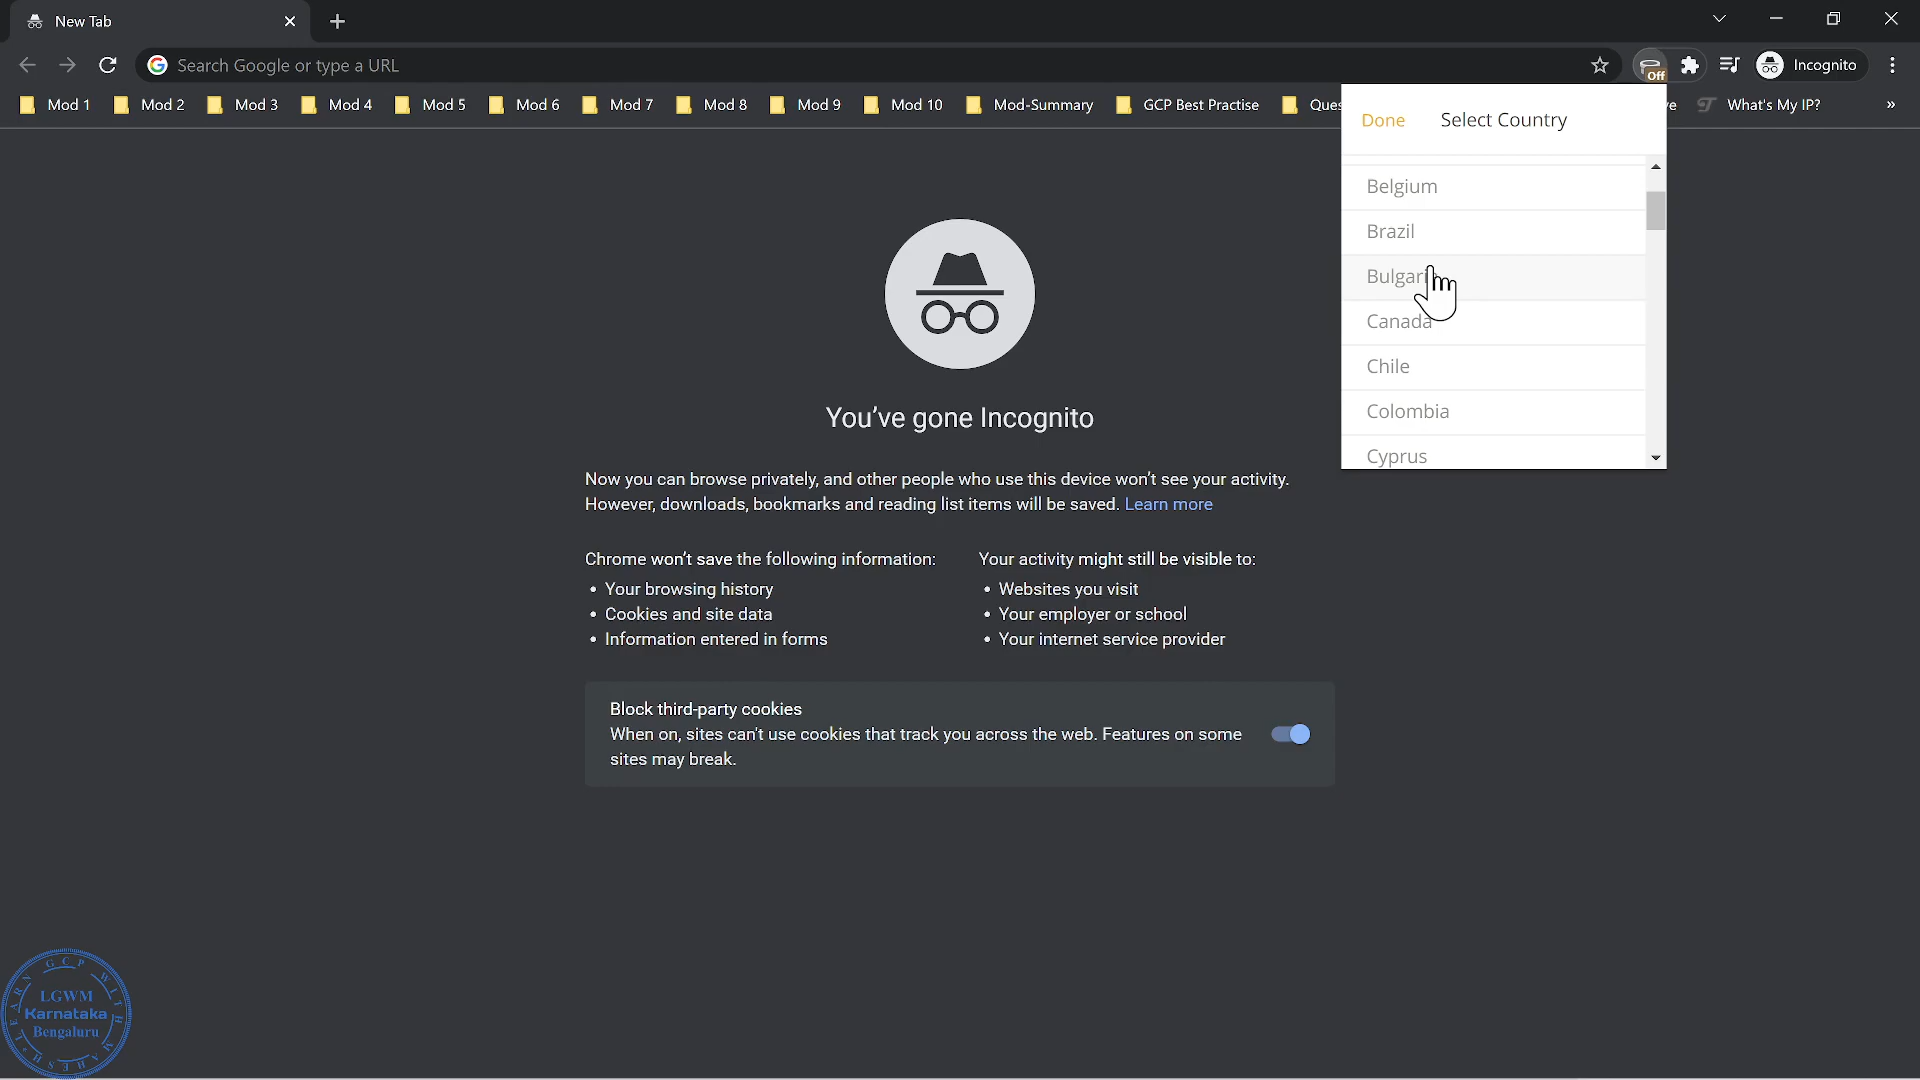 New Tab
Search Google or type a URL
Off
Incognito
Mod 1
Mod 2
Mod 3
Mod 4
Mod 5
Mod 6
Mod 7
Mod 8
Mod 9
Mod 10
Mod-Summary
GCP Best Practise
What's My IP?
»
Done Select Country
Belgium
Brazil
Canada
Chile
Colombia
Cyprus
You've gone Incognito
Now you can browse privately, and other people who use this device won't see your activity.
However, downloads, bookmarks and reading list items will be saved. Learn more
Chrome won't save the following information:
• Your browsing history
• Cookies and site data
• Information entered in forms
Your activity might still be visible to:
• Websites you visit
• Your employer or school
• Your internet service provider
Block third-party cookies
When on, sites can't use cookies that track you across the web. Features on some
sites may break.
LEARN GCP WITH MAHESH
LGWM
Karnataka
Bengaluru